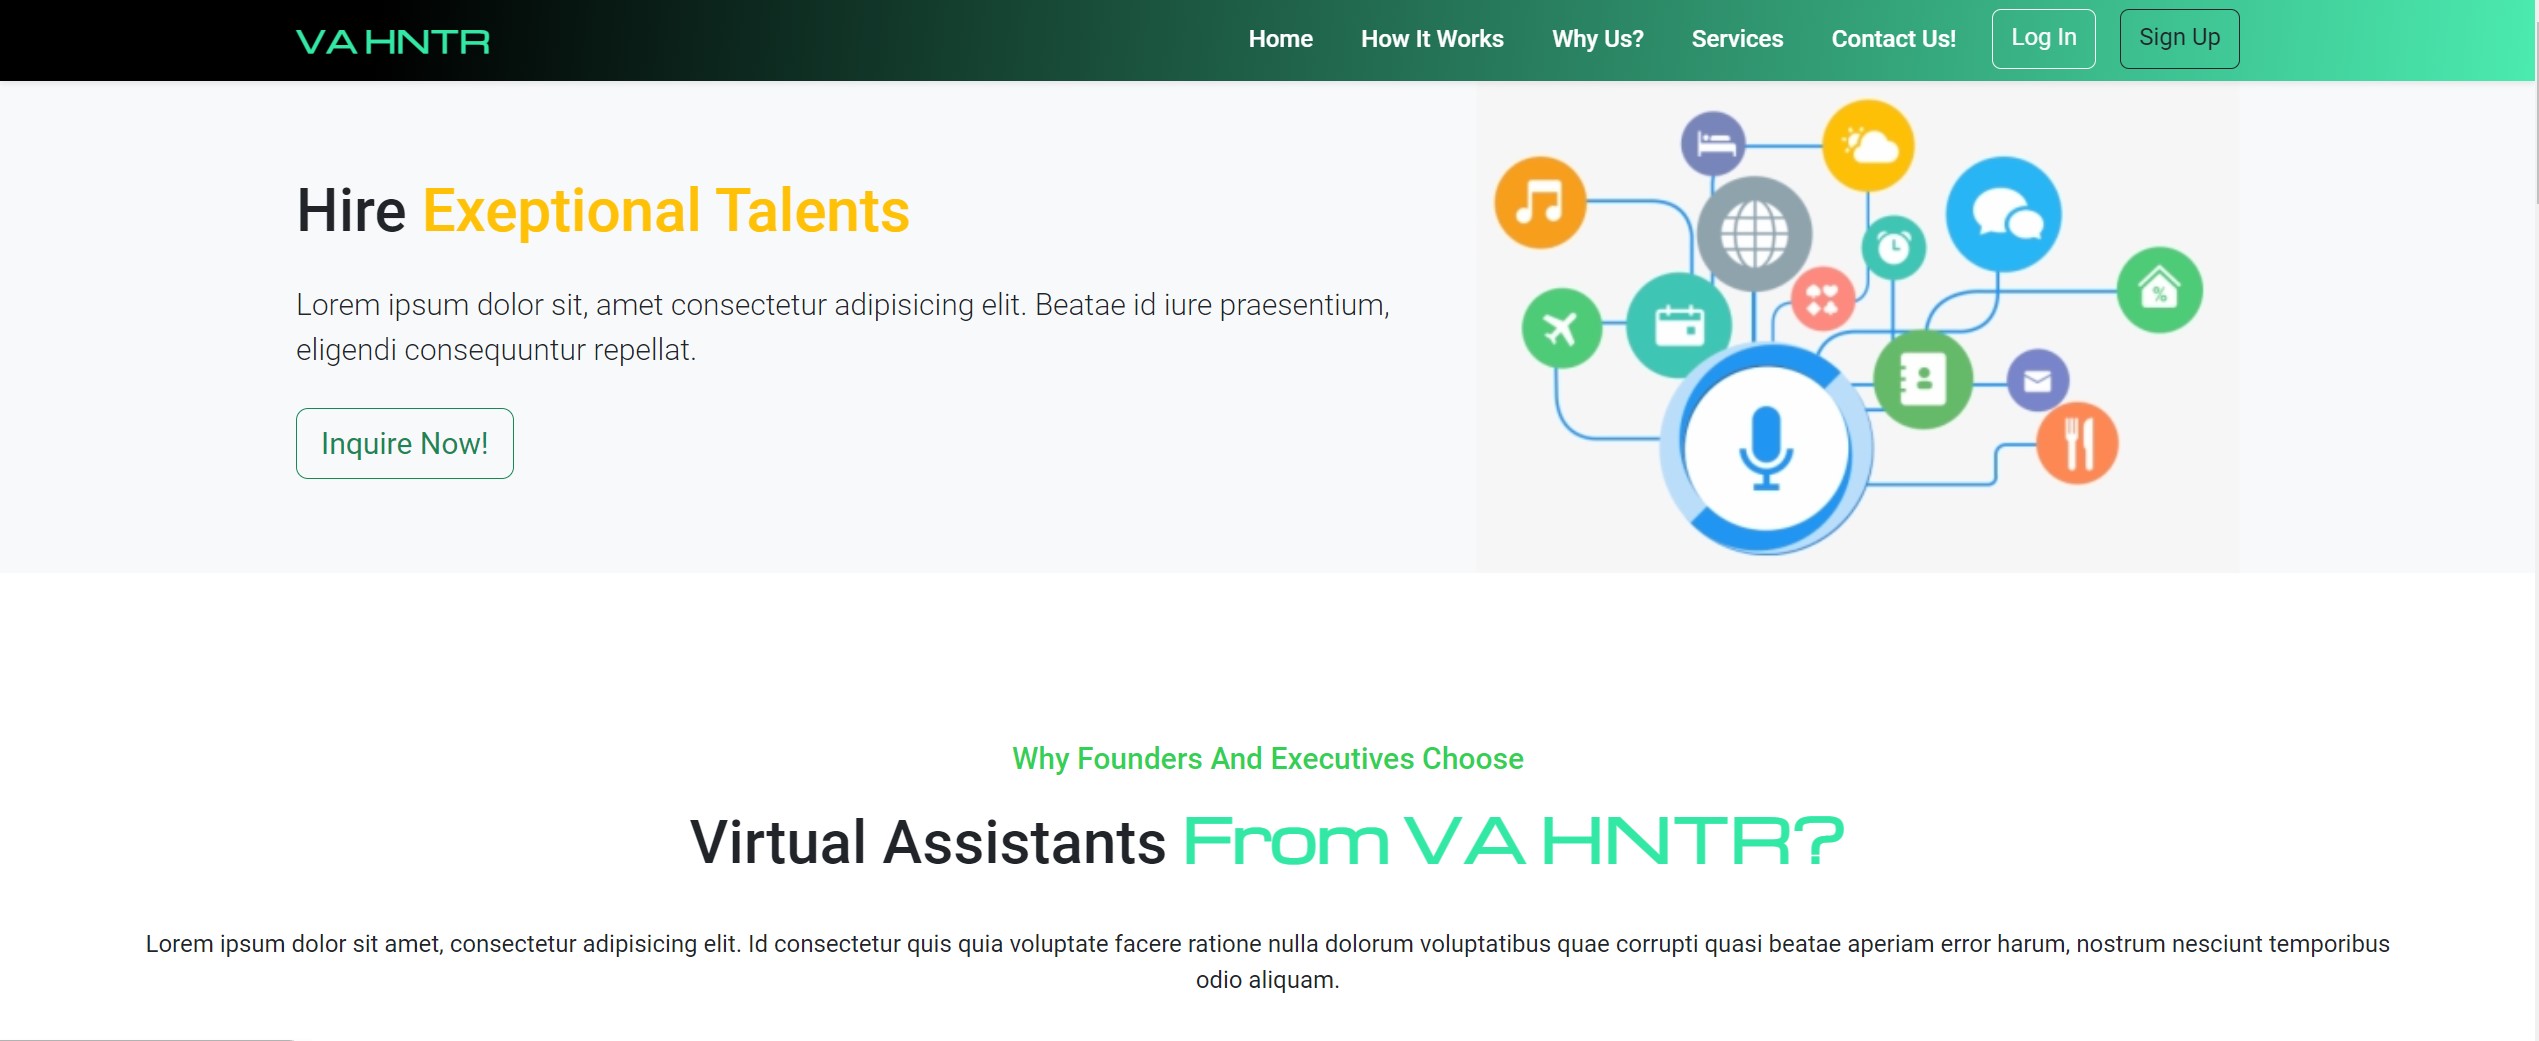 VA HNTR
Home How It Works Why Us? Services Contact Us! Log In Sign Up
Hire Exeptional Talents
Lorem ipsum dolor sit, amet consectetur adipisicing elit. Beatae id iure praesentium,
eligendi consequuntur repellat.
Inquire Now!
%
Why Founders And Executives Choose
Virtual Assistants From VA HNTR?
Lorem ipsum dolor sit amet, consectetur adipisicing elit. Id consectetur quis quia voluptate facere ratione nulla dolorum voluptatibus quae corrupti quasi beatae aperiam error harum, nostrum nesciunt temporibus
odio aliquam.